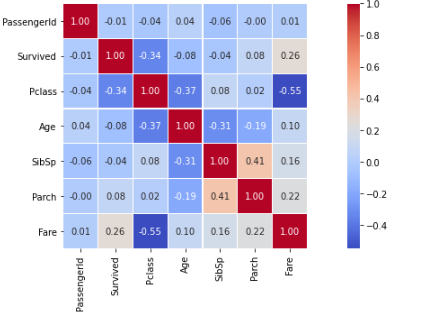 PassengerId 1.00 -0.01 -0.04 0.04 -0.06 -0.00 0.01
Survived -0.01 1.00 -0.34 -0.08 -0.04 0.08 0.26
Pclass -0.04 -0.34 1.00 -0.37 0.08 0.02 -0.55
Age 0.04 -0.08 -0.37 1.00 -0.31 -0.19 0.10
SibSp -0.06 -0.04 0.08 -0.31 1.00 0.41 0.16
Parch -0.00 0.08 0.02 -0.19 0.41 1.00 0.22
Fare 0.01 0.26 -0.55 0.10 0.16 0.22 1.00
PassengerId Survived Pclass Age SibSp Parch Fare
1.0
0.8
0.6
0.4
0.2
0.0
−0.2
−0.4